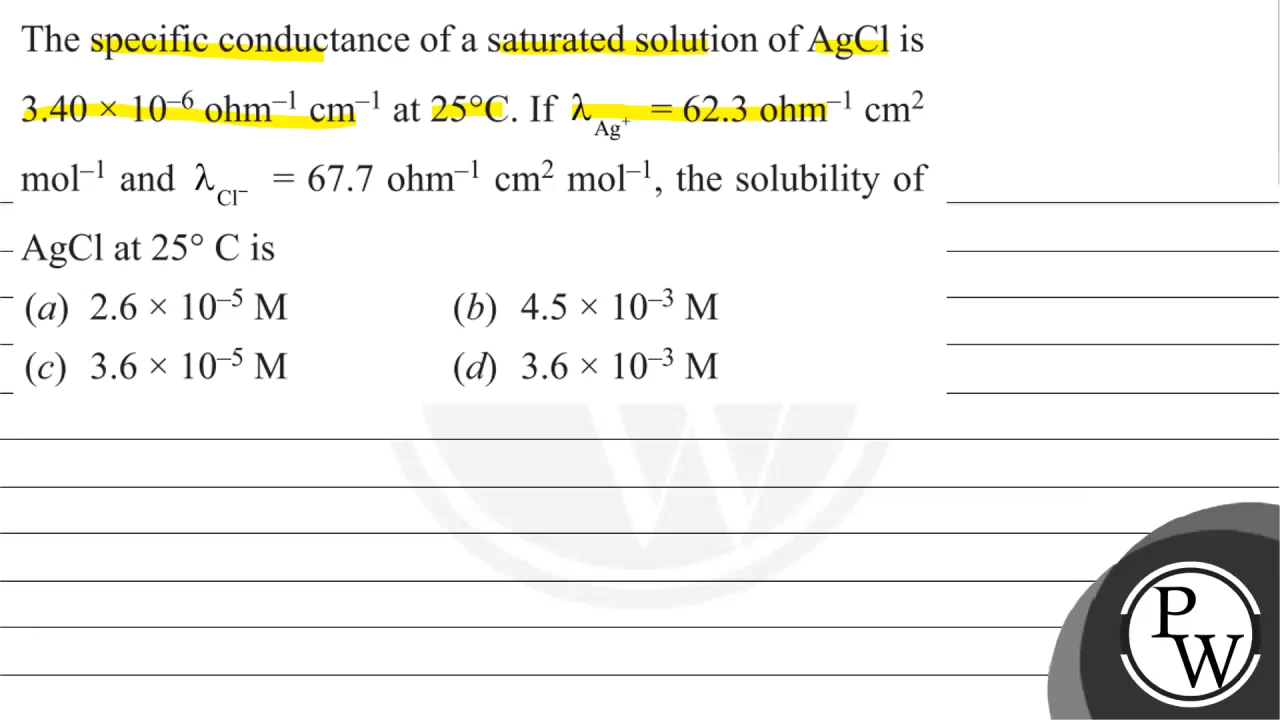 The specific conductance of a saturated solution of AgCl is
3.40 × 10⁻⁶ ohm⁻¹ cm⁻¹ at 25°C. If λ_Ag⁺ = 62.3 ohm⁻¹ cm²
mol⁻¹ and λ_Cl⁻ = 67.7 ohm⁻¹ cm² mol⁻¹, the solubility of
AgCl at 25° C is
(a) 2.6 × 10⁻⁵ M (b) 4.5 × 10⁻³ M
(c) 3.6 × 10⁻⁵ M (d) 3.6 × 10⁻³ M
P
W